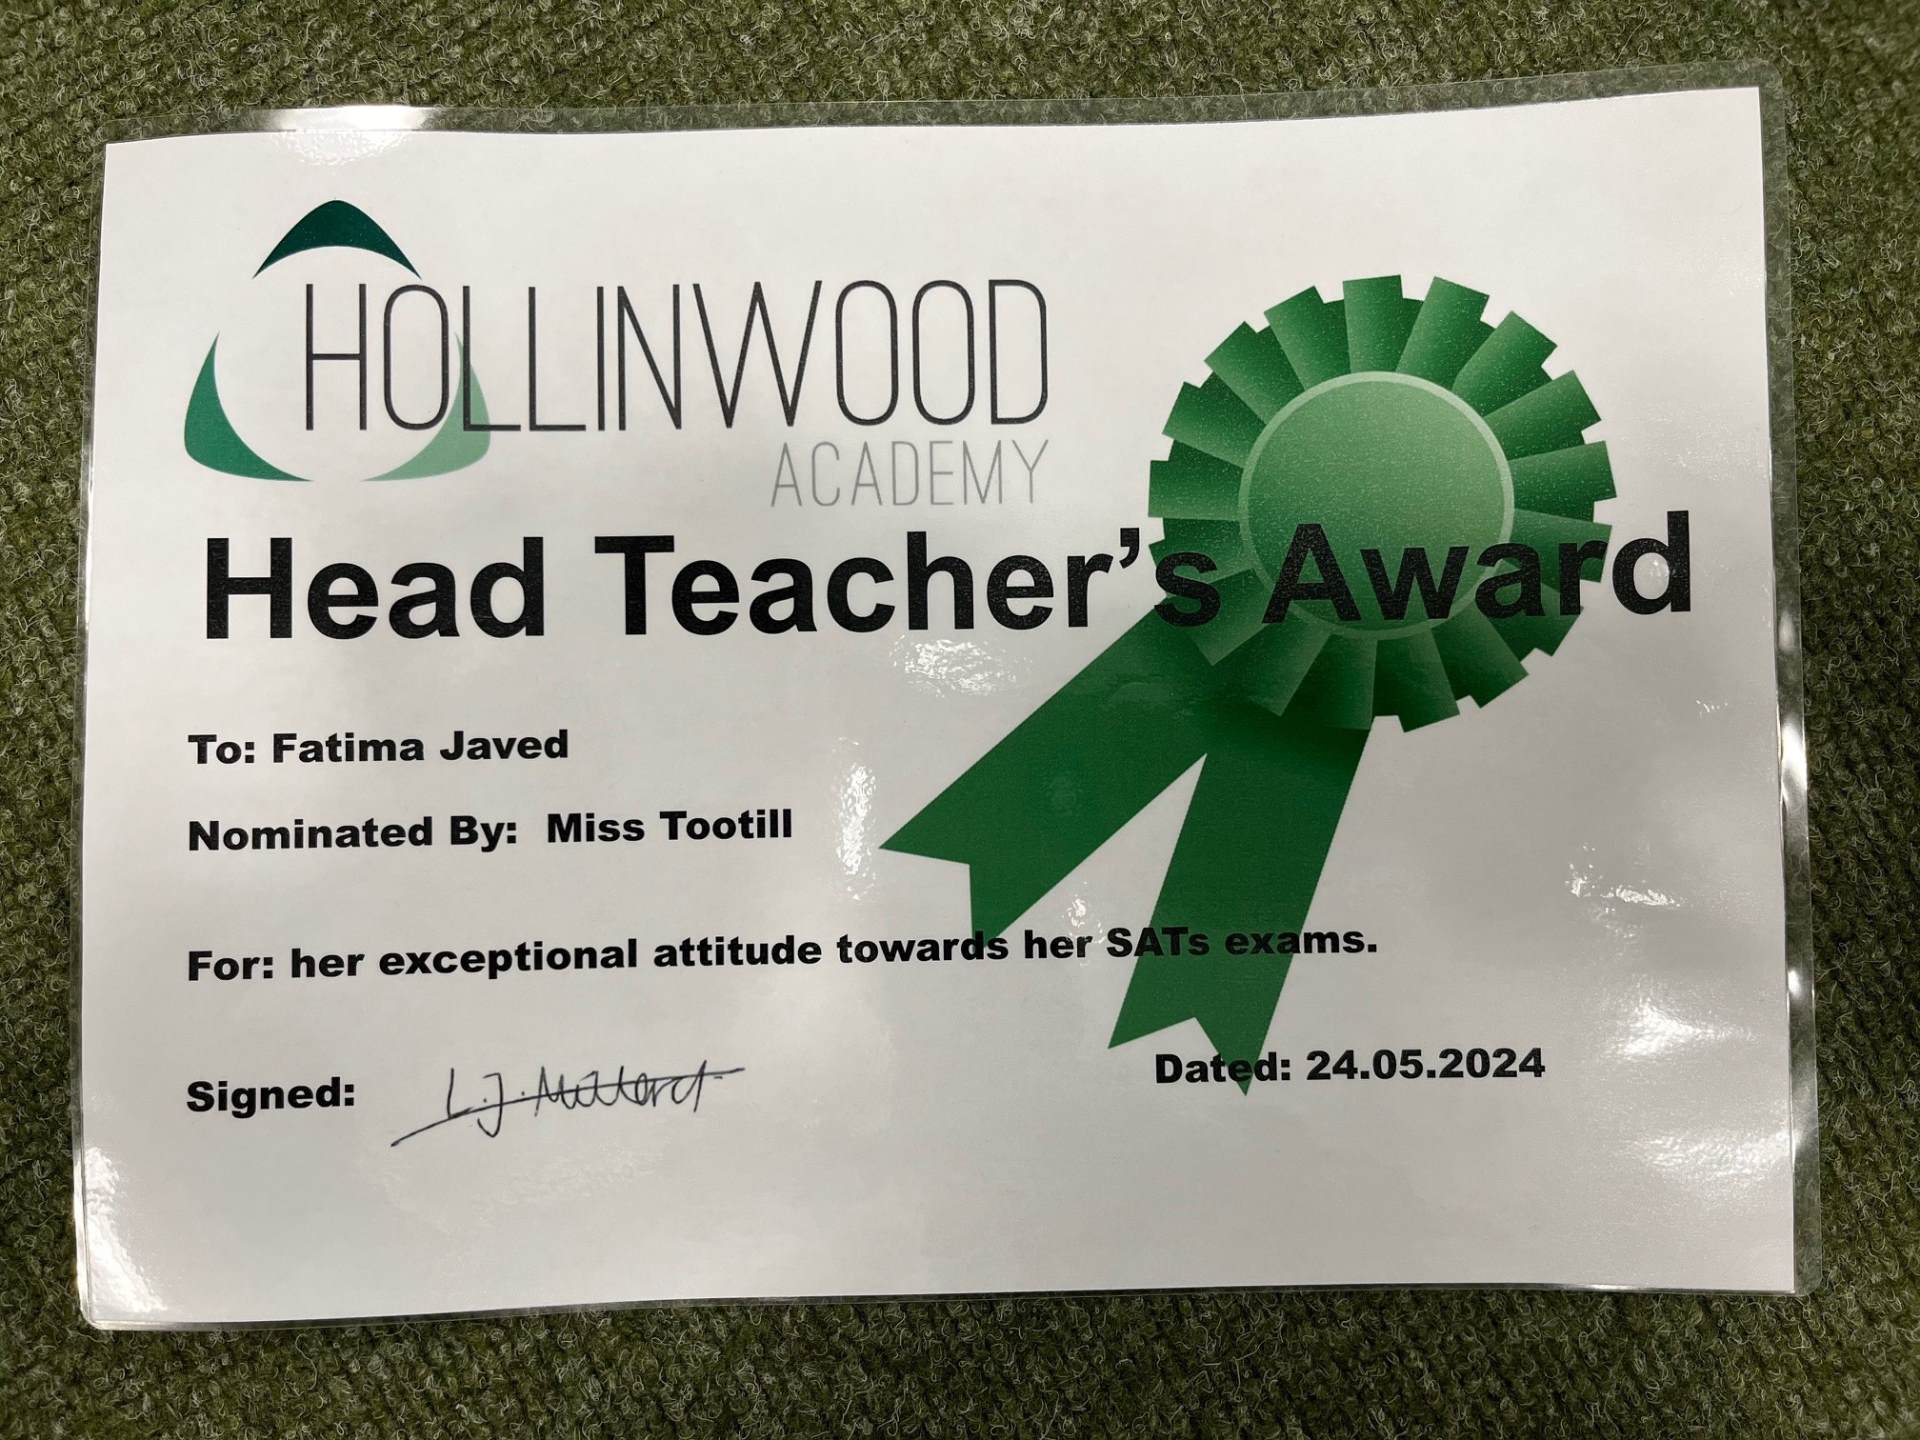 HOLLINWOOD
ACADEMY
Head Teacher's Award
To: Fatima Javed
Nominated By: Miss Tootill
For: her exceptional attitude towards her SATs exams.
Signed: L.J.
Dated: 24.05.2024